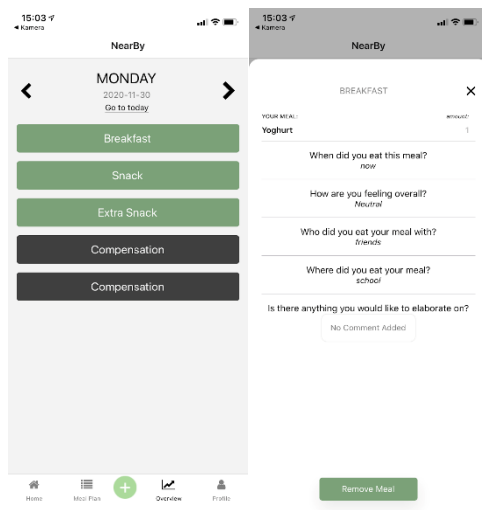 15:03
◄ Kamera
NearBy
MONDAY
2020-11-30
Go to today
Breakfast
Snack
Extra Snack
Compensation
Compensation
Home
Meal Plan
Overview
Profile
15:03
◄ Kamera
NearBy
BREAKFAST
YOUR MEAL:
amount:
Yoghurt
1
When did you eat this meal?
now
How are you feeling overall?
Neutral
Who did you eat your meal with?
friends
Where did you eat your meal?
school
Is there anything you would like to elaborate on?
No Comment Added
Remove Meal